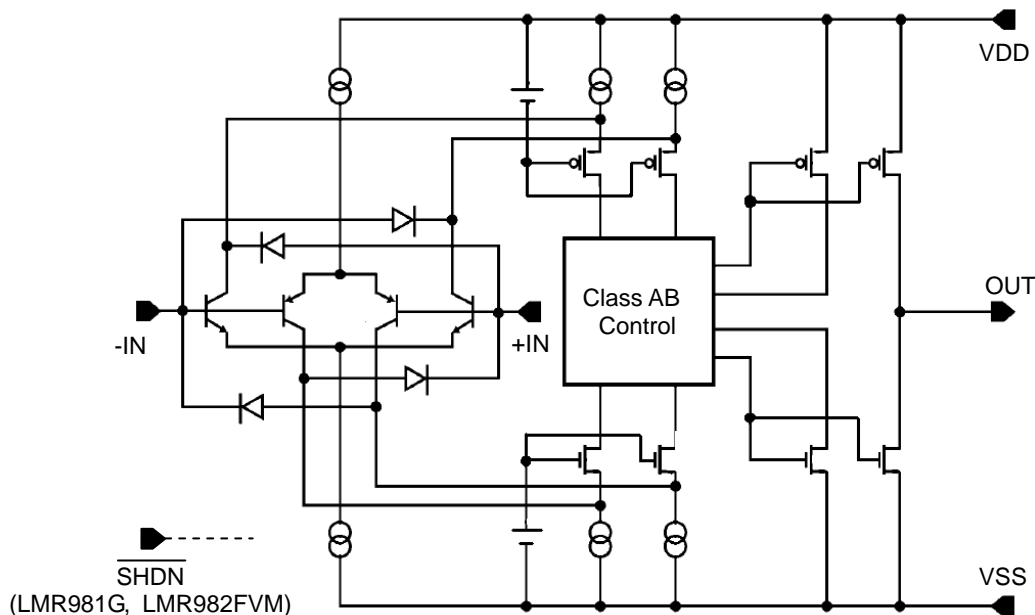 VDD
Class AB
Control
OUT
-IN
+IN
SHDN
(LMR981G, LMR982FVM)
VSS